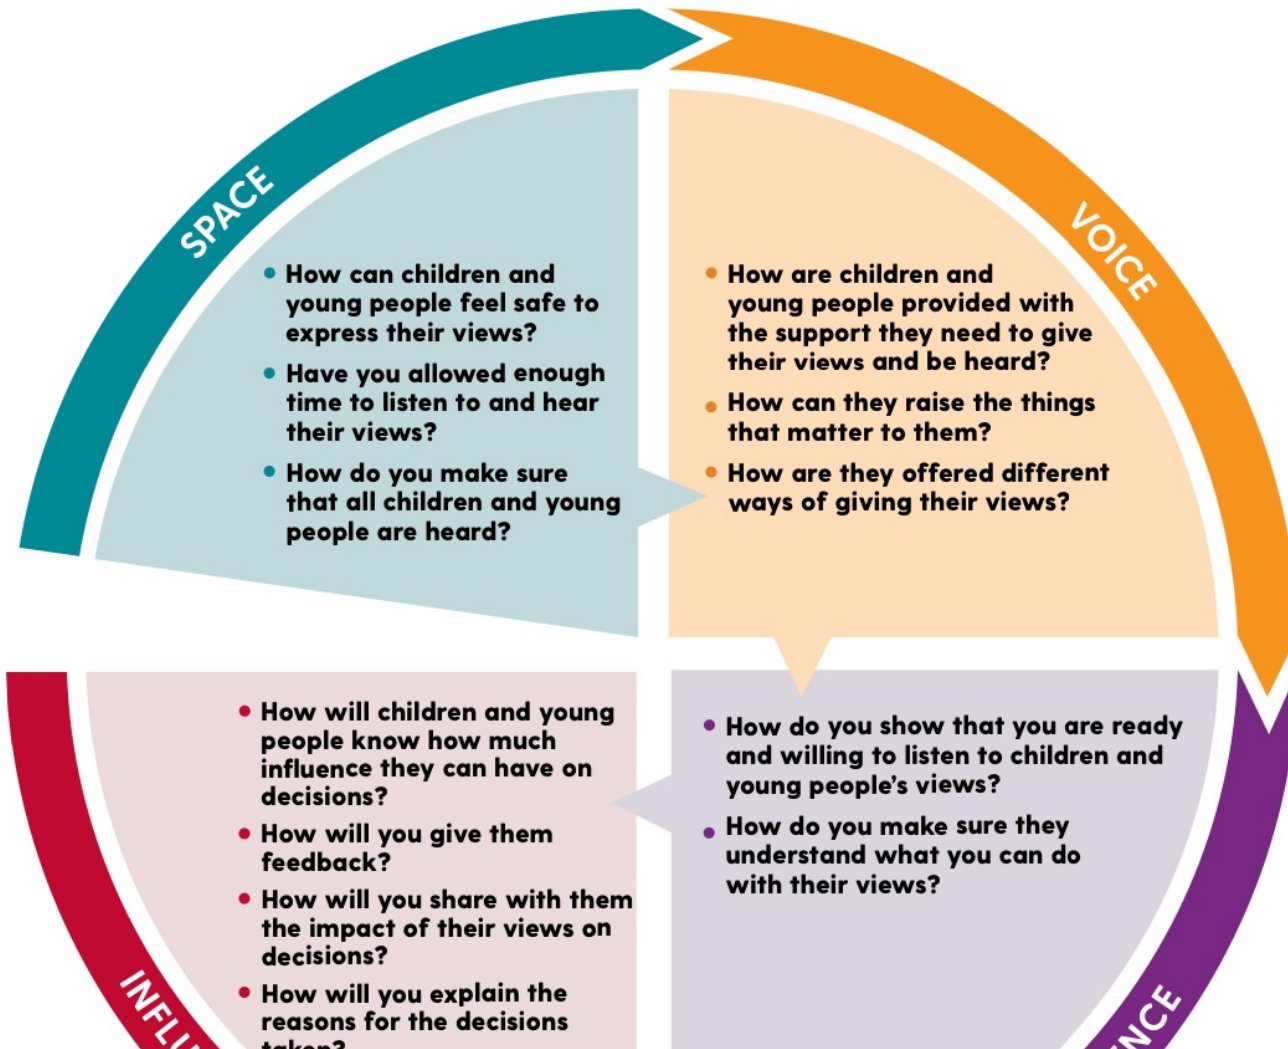 SPACE
How can children and
young people feel safe to
express their views?
Have you allowed enough
time to listen to and hear
their views?
How do you make sure
that all children and young
people are heard?
VOICE
How are children and
young people provided with
the support they need to give
their views and be heard?
How can they raise the things
that matter to them?
How are they offered different
ways of giving their views?
How do you show that you are ready
and willing to listen to children and
young people's views?
How do you make sure they
understand what you can do
with their views?
How will children and young
people know how much
influence they can have on
decisions?
How will you give them
feedback?
How will you share with them
the impact of their views on
decisions?
How will you explain the
reasons for the decisions
taken?